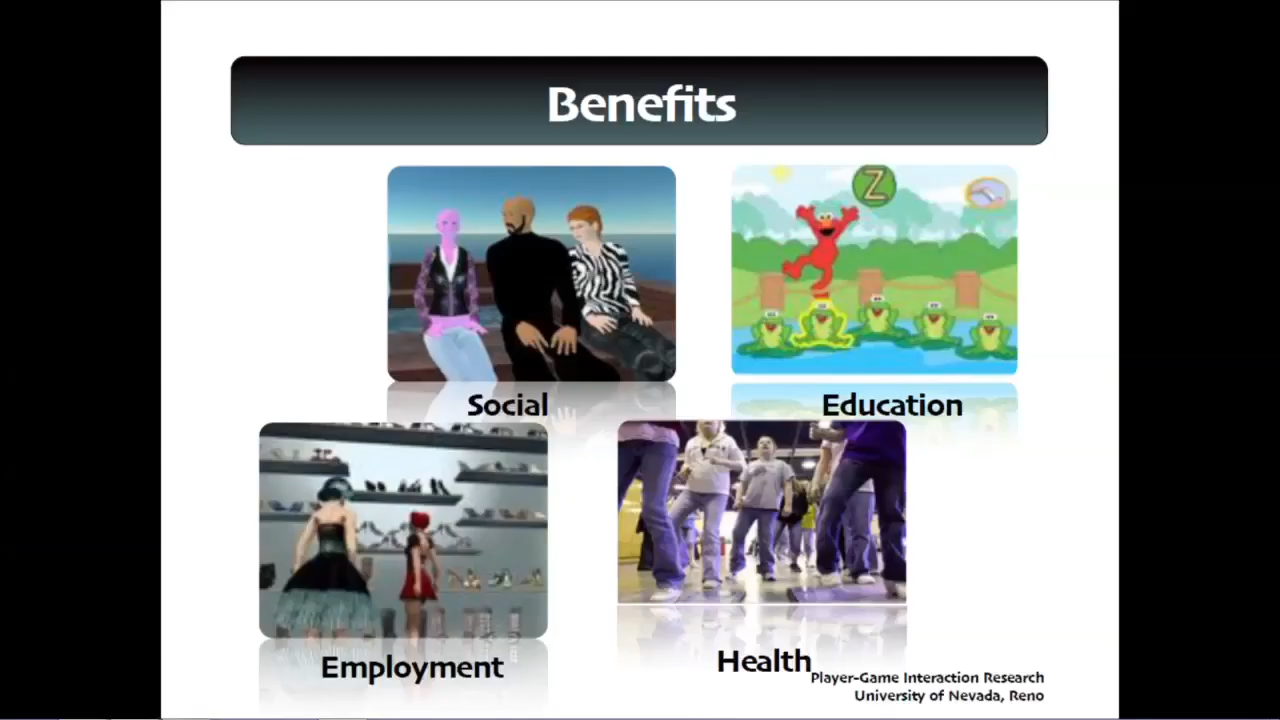 Benefits
Z
Social
Education
Employment
Health
Player-Game Interaction Research
University of Nevada, Reno